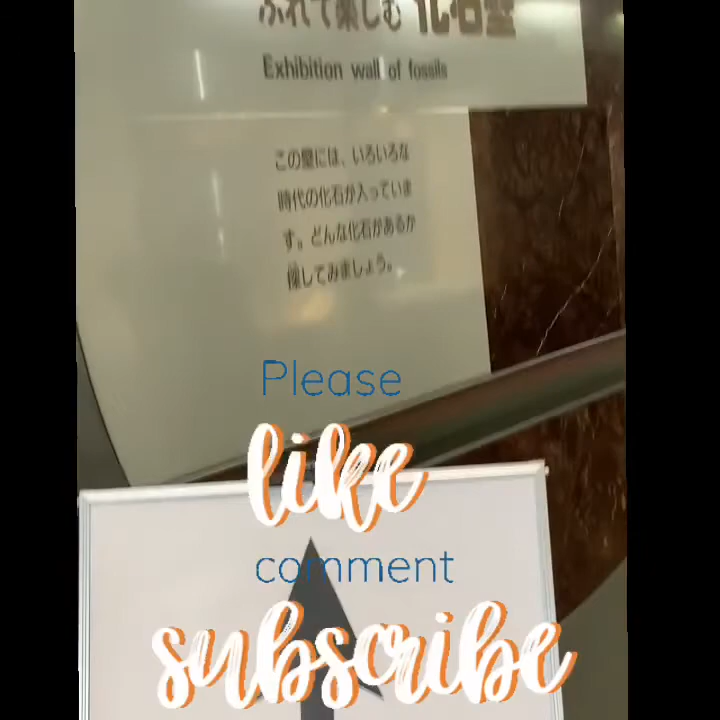 ふれて楽しむ 化石壁
Exhibition wall of fossils
この壁には、いろいろな
時代の化石が入っていま
す。どんな化石があるか
探してみましょう。
Please
like
comment
subscribe